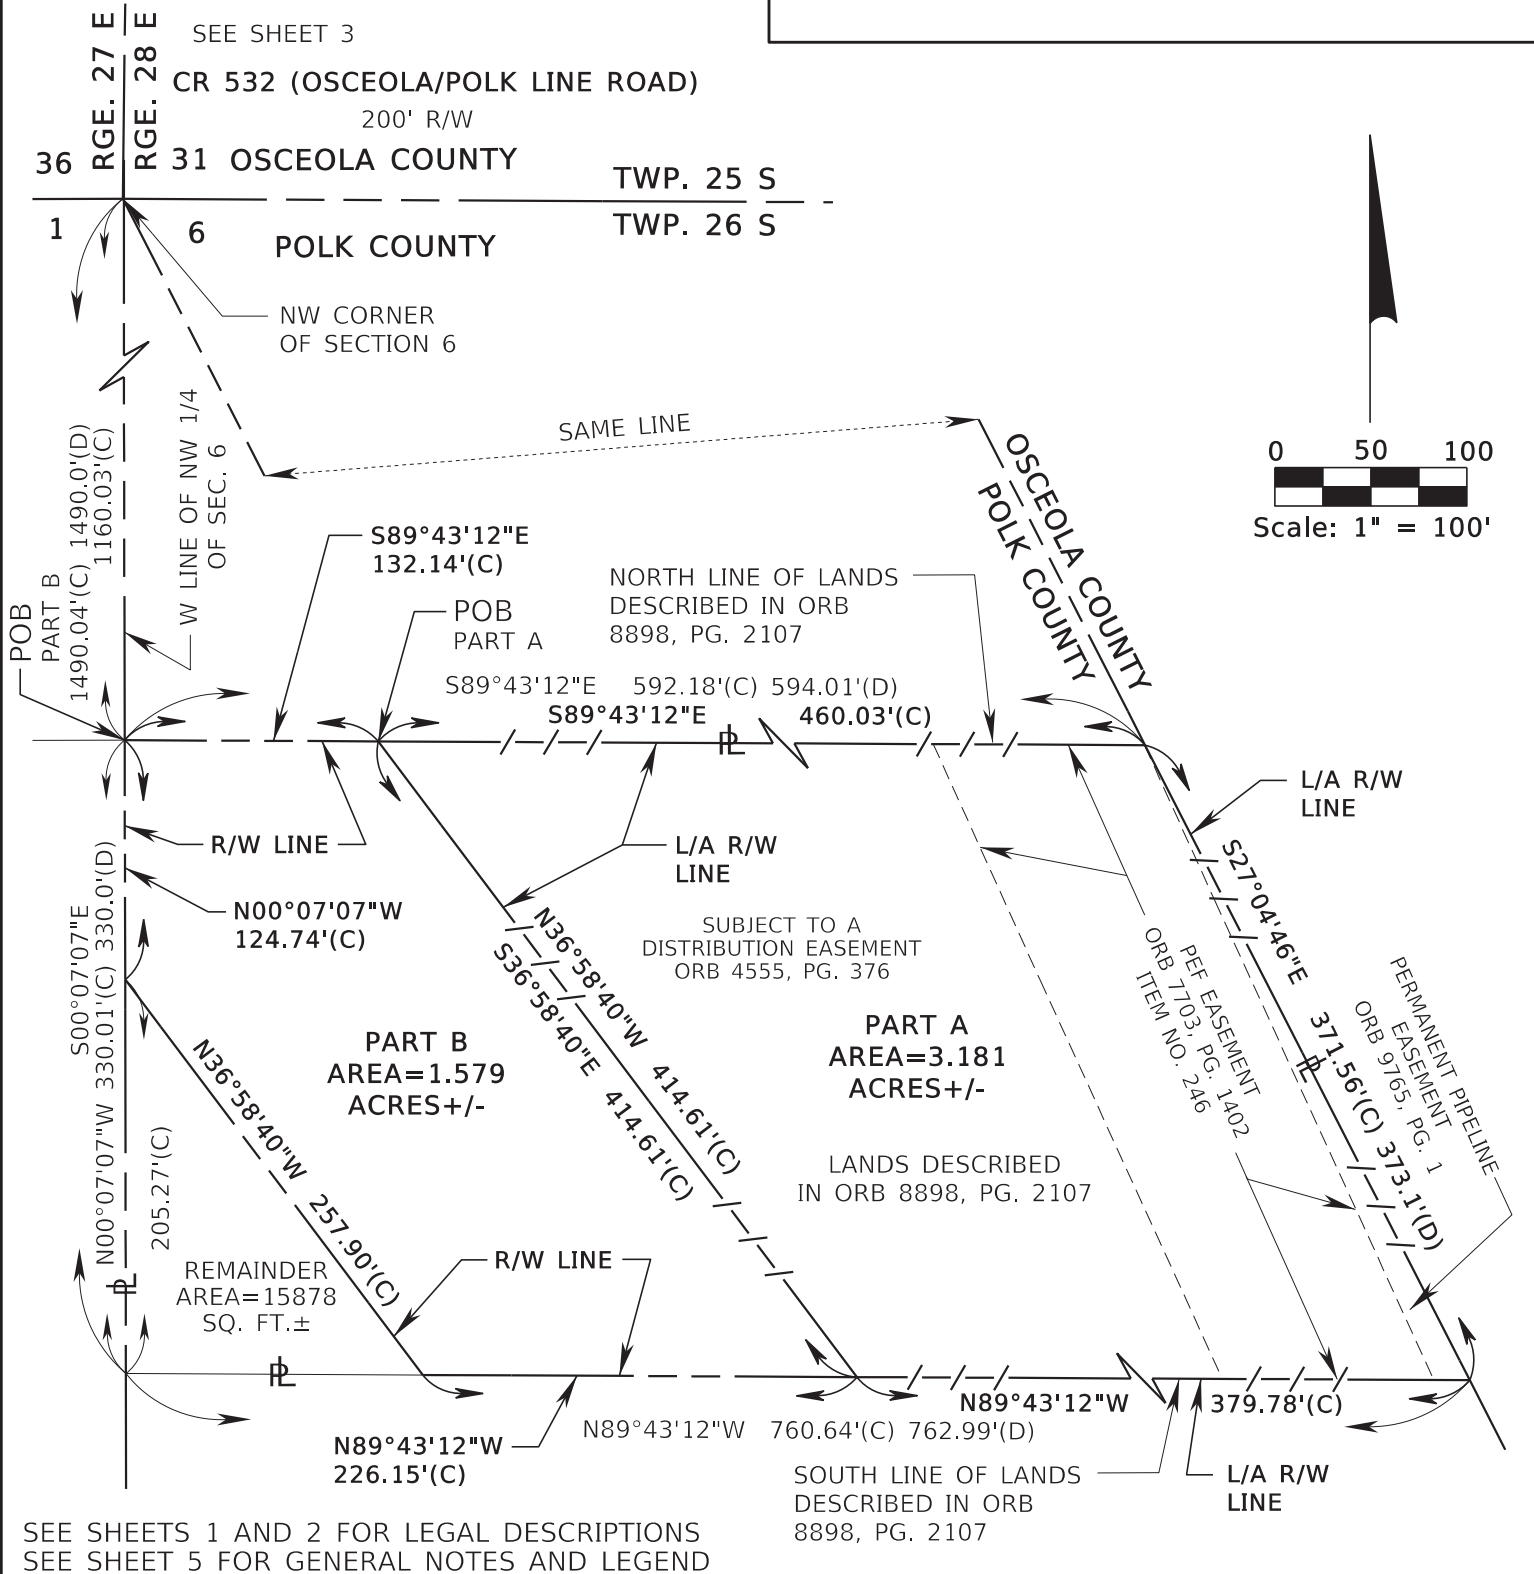 SEE SHEET 3
RGE. 27 E
RGE. 28 E
CR 532 (OSCEOLA/POLK LINE ROAD)
200' R/W
36
31
OSCEOLA COUNTY
TWP. 25 S
1
6
POLK COUNTY
TWP. 26 S
NW CORNER
OF SECTION 6
SAME LINE
OSCEOLA COUNTY
POLK COUNTY
0 50 100
Scale: 1" = 100'
1490.04'(C) 1490.0'(D)
1160.03'(C)
W LINE OF NW 1/4
OF SEC. 6
POB
PART B
S89°43'12"E
132.14'(C)
POB
PART A
NORTH LINE OF LANDS
DESCRIBED IN ORB
8898, PG. 2107
S89°43'12"E 592.18'(C) 594.01'(D)
S89°43'12"E 460.03'(C)
PL
L/A R/W
LINE
R/W LINE
L/A R/W
LINE
N00°07'07"W
124.74'(C)
S00°07'07"E
N00°07'07"W 330.01'(C) 330.0'(D)
205.27'(C)
PL
SUBJECT TO A
DISTRIBUTION EASEMENT
ORB 4555, PG. 376
N36°58'40"W 414.61'(C)
S36°58'40"E 414.61'(C)
PART B
AREA=1.579
ACRES+/-
PART A
AREA=3.181
ACRES+/-
S27°04'46"E 371.56'(C) 373.1'(D)
PL
PEF EASEMENT
ORB 7703, PG. 1402
ITEM NO. 246
PERMANENT PIPELINE
EASEMENT
ORB 9765, PG. 1
LANDS DESCRIBED
IN ORB 8898, PG. 2107
N36°58'40"W 257.90'(C)
R/W LINE
REMAINDER
AREA=15878
SQ. FT.±
PL
N89°43'12"W 379.78'(C)
N89°43'12"W 760.64'(C) 762.99'(D)
N89°43'12"W
226.15'(C)
SOUTH LINE OF LANDS
DESCRIBED IN ORB
8898, PG. 2107
L/A R/W
LINE
SEE SHEETS 1 AND 2 FOR LEGAL DESCRIPTIONS
SEE SHEET 5 FOR GENERAL NOTES AND LEGEND